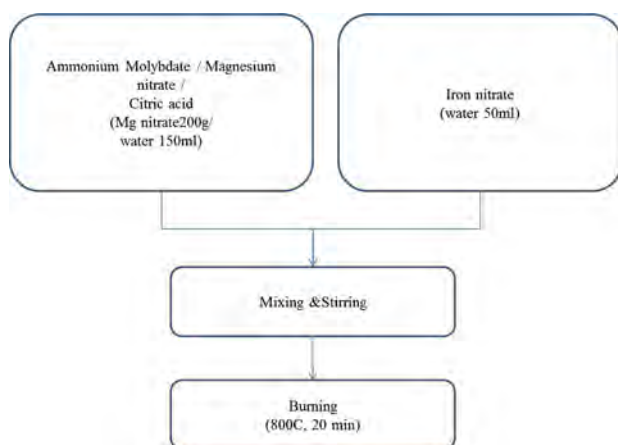 Ammonium Molybdate / Magnesium
nitrate /
Citric acid
(Mg nitrate200g/
water 150ml)
Iron nitrate
(water 50ml)
Mixing &Stirring
Burning
(800C, 20 min)